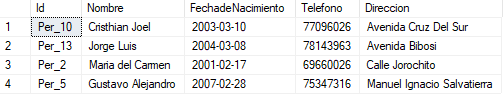 Id Nombre FechadeNacimiento Telefono Direccion
1 Per_10 Cristhian Joel 2003-03-10 77096026 Avenida Cruz Del Sur
2 Per_13 Jorge Luis 2004-03-08 78143963 Avenida Bibosi
3 Per_2 Maria del Carmen 2001-02-17 69660026 Calle Jorochito
4 Per_5 Gustavo Alejandro 2007-02-28 75347316 Manuel Ignacio Salvatierra